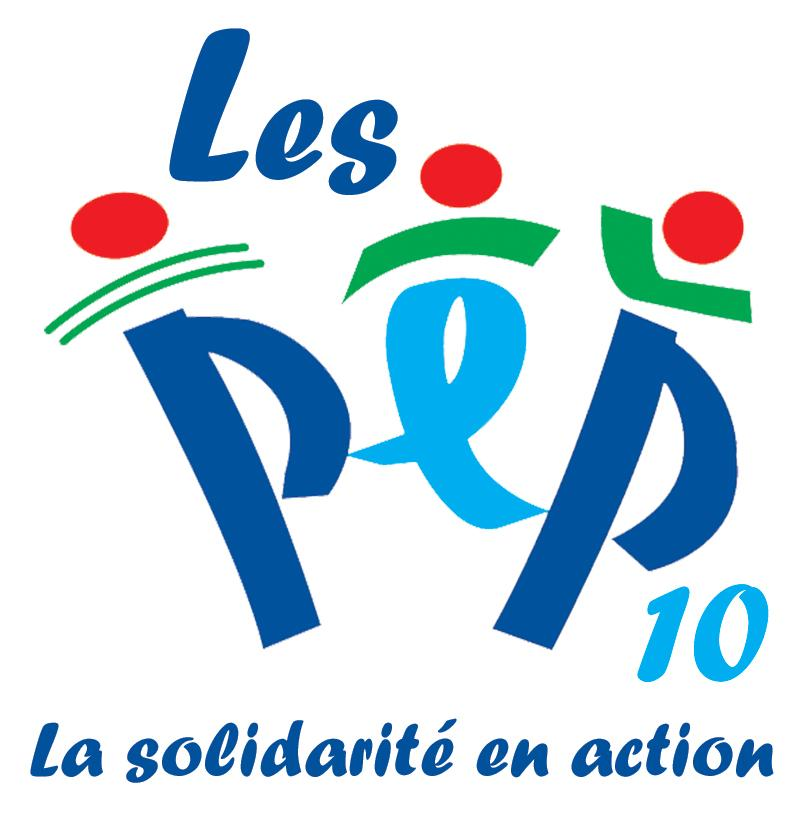 Les
pep
10
La solidarité en action